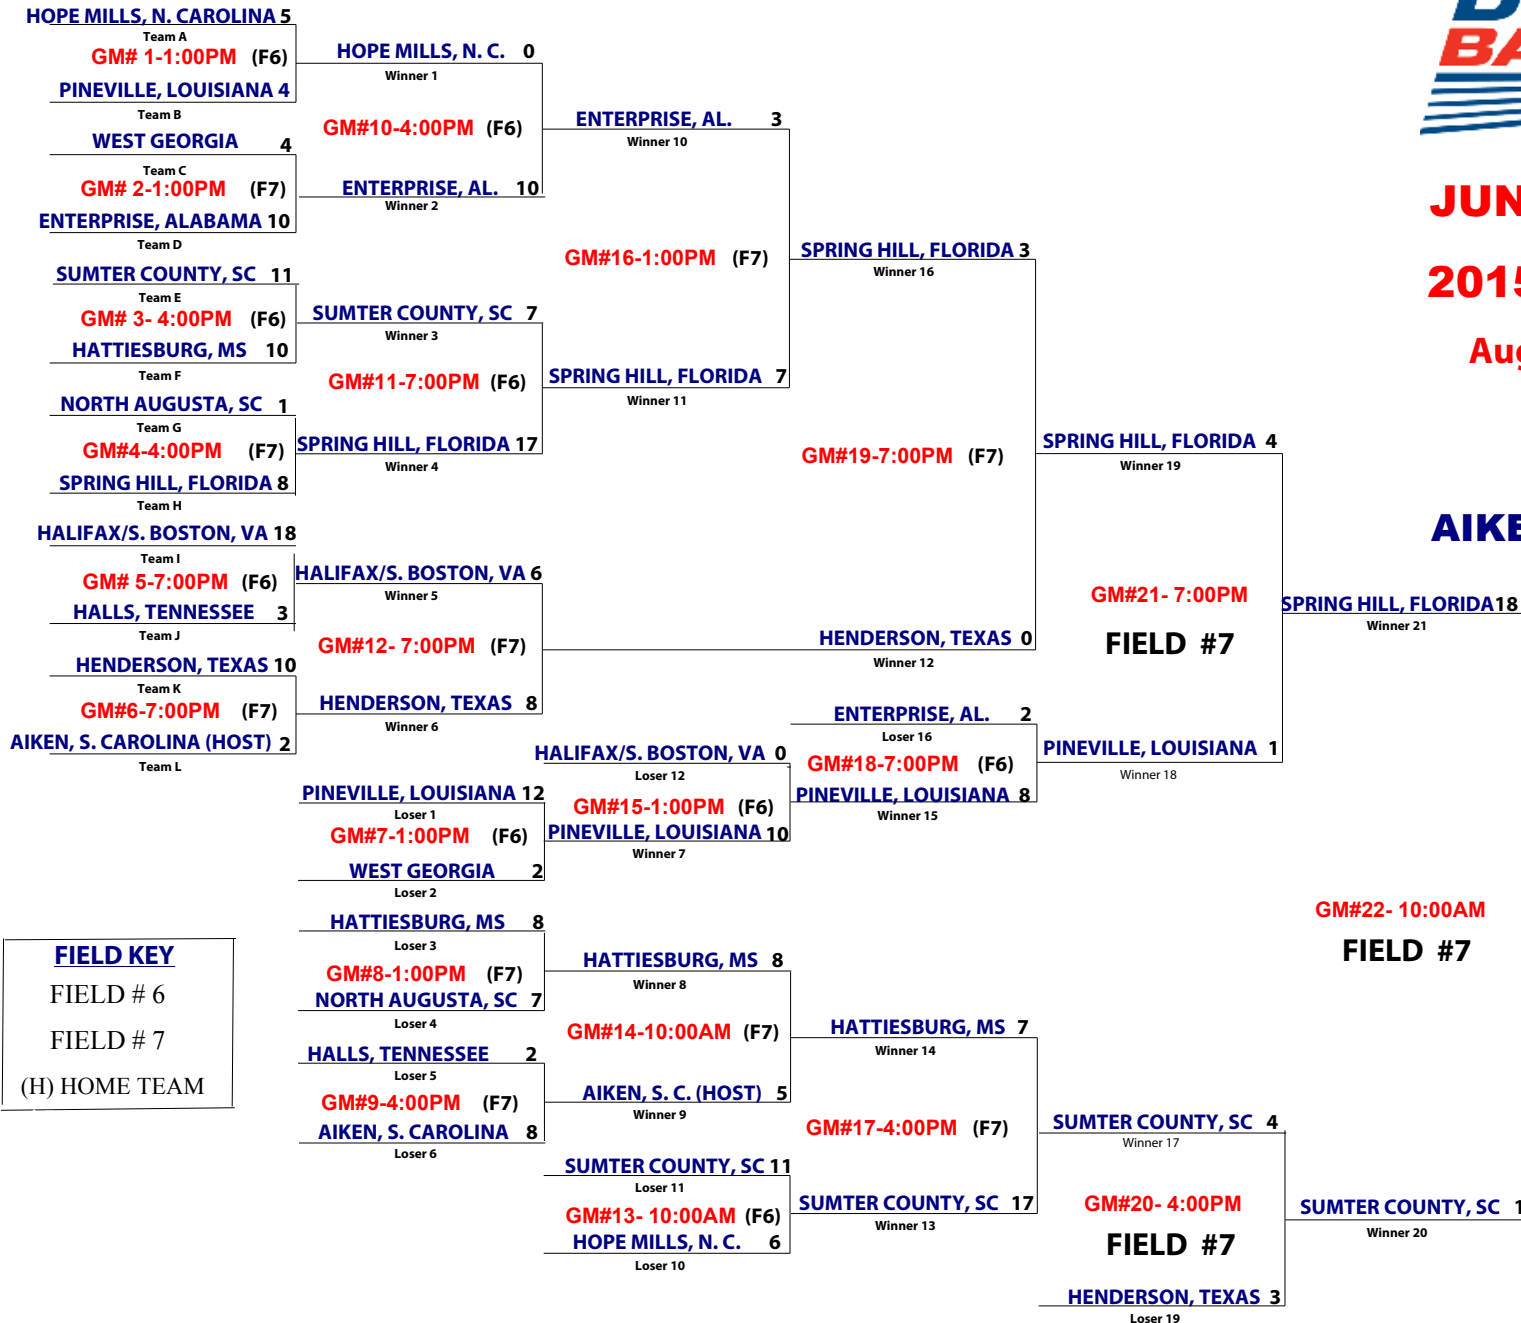 HOPE MILLS, N. CAROLINA 5
Team A
GM# 1-1:00PM (F6)
PINEVILLE, LOUISIANA 4
Team B
WEST GEORGIA 4
Team C
GM# 2-1:00PM (F7)
ENTERPRISE, ALABAMA 10
Team D
SUMTER COUNTY, SC 11
Team E
GM# 3- 4:00PM (F6)
HATTIESBURG, MS 10
Team F
NORTH AUGUSTA, SC 1
Team G
GM#4-4:00PM (F7)
SPRING HILL, FLORIDA 8
Team H
HALIFAX/S. BOSTON, VA 18
Team I
GM# 5-7:00PM (F6)
HALLS, TENNESSEE 3
Team J
HENDERSON, TEXAS 10
Team K
GM#6-7:00PM (F7)
AIKEN, S. CAROLINA (HOST) 2
Team L
HOPE MILLS, N. C. 0
Winner 1
GM#10-4:00PM (F6)
ENTERPRISE, AL. 10
Winner 2
SUMTER COUNTY, SC 7
Winner 3
GM#11-7:00PM (F6)
SPRING HILL, FLORIDA 17
Winner 4
HALIFAX/S. BOSTON, VA 6
Winner 5
GM#12- 7:00PM (F7)
HENDERSON, TEXAS 8
Winner 6
PINEVILLE, LOUISIANA 12
Loser 1
GM#7-1:00PM (F6)
WEST GEORGIA 2
Loser 2
HATTIESBURG, MS 8
Loser 3
GM#8-1:00PM (F7)
NORTH AUGUSTA, SC 7
Loser 4
HALLS, TENNESSEE 2
Loser 5
GM#9-4:00PM (F7)
AIKEN, S. CAROLINA 8
Loser 6
ENTERPRISE, AL. 3
Winner 10
GM#16-1:00PM (F7)
SPRING HILL, FLORIDA 7
Winner 11
HALIFAX/S. BOSTON, VA 0
Loser 12
GM#15-1:00PM (F6)
PINEVILLE, LOUISIANA 10
Winner 7
HATTIESBURG, MS 8
Winner 8
GM#14-10:00AM (F7)
AIKEN, S. C. (HOST) 5
Winner 9
SUMTER COUNTY, SC 11
Loser 11
GM#13- 10:00AM (F6)
HOPE MILLS, N. C. 6
Loser 10
SPRING HILL, FLORIDA 3
Winner 16
GM#19-7:00PM (F7)
HENDERSON, TEXAS 0
Winner 12
ENTERPRISE, AL. 2
Loser 16
GM#18-7:00PM (F6)
PINEVILLE, LOUISIANA 8
Winner 15
HATTIESBURG, MS 7
Winner 14
GM#17-4:00PM (F7)
SUMTER COUNTY, SC 17
Winner 13
SPRING HILL, FLORIDA 4
Winner 19
GM#21- 7:00PM
FIELD #7
PINEVILLE, LOUISIANA 1
Winner 18
SUMTER COUNTY, SC 4
Winner 17
GM#20- 4:00PM
FIELD #7
HENDERSON, TEXAS 3
Loser 19
SPRING HILL, FLORIDA 18
Winner 21
GM#22- 10:00AM
FIELD #7
SUMTER COUNTY, SC 1
Winner 20
BA
JUN
2015
Aug
AIKE
FIELD KEY
FIELD # 6
FIELD # 7
(H) HOME TEAM